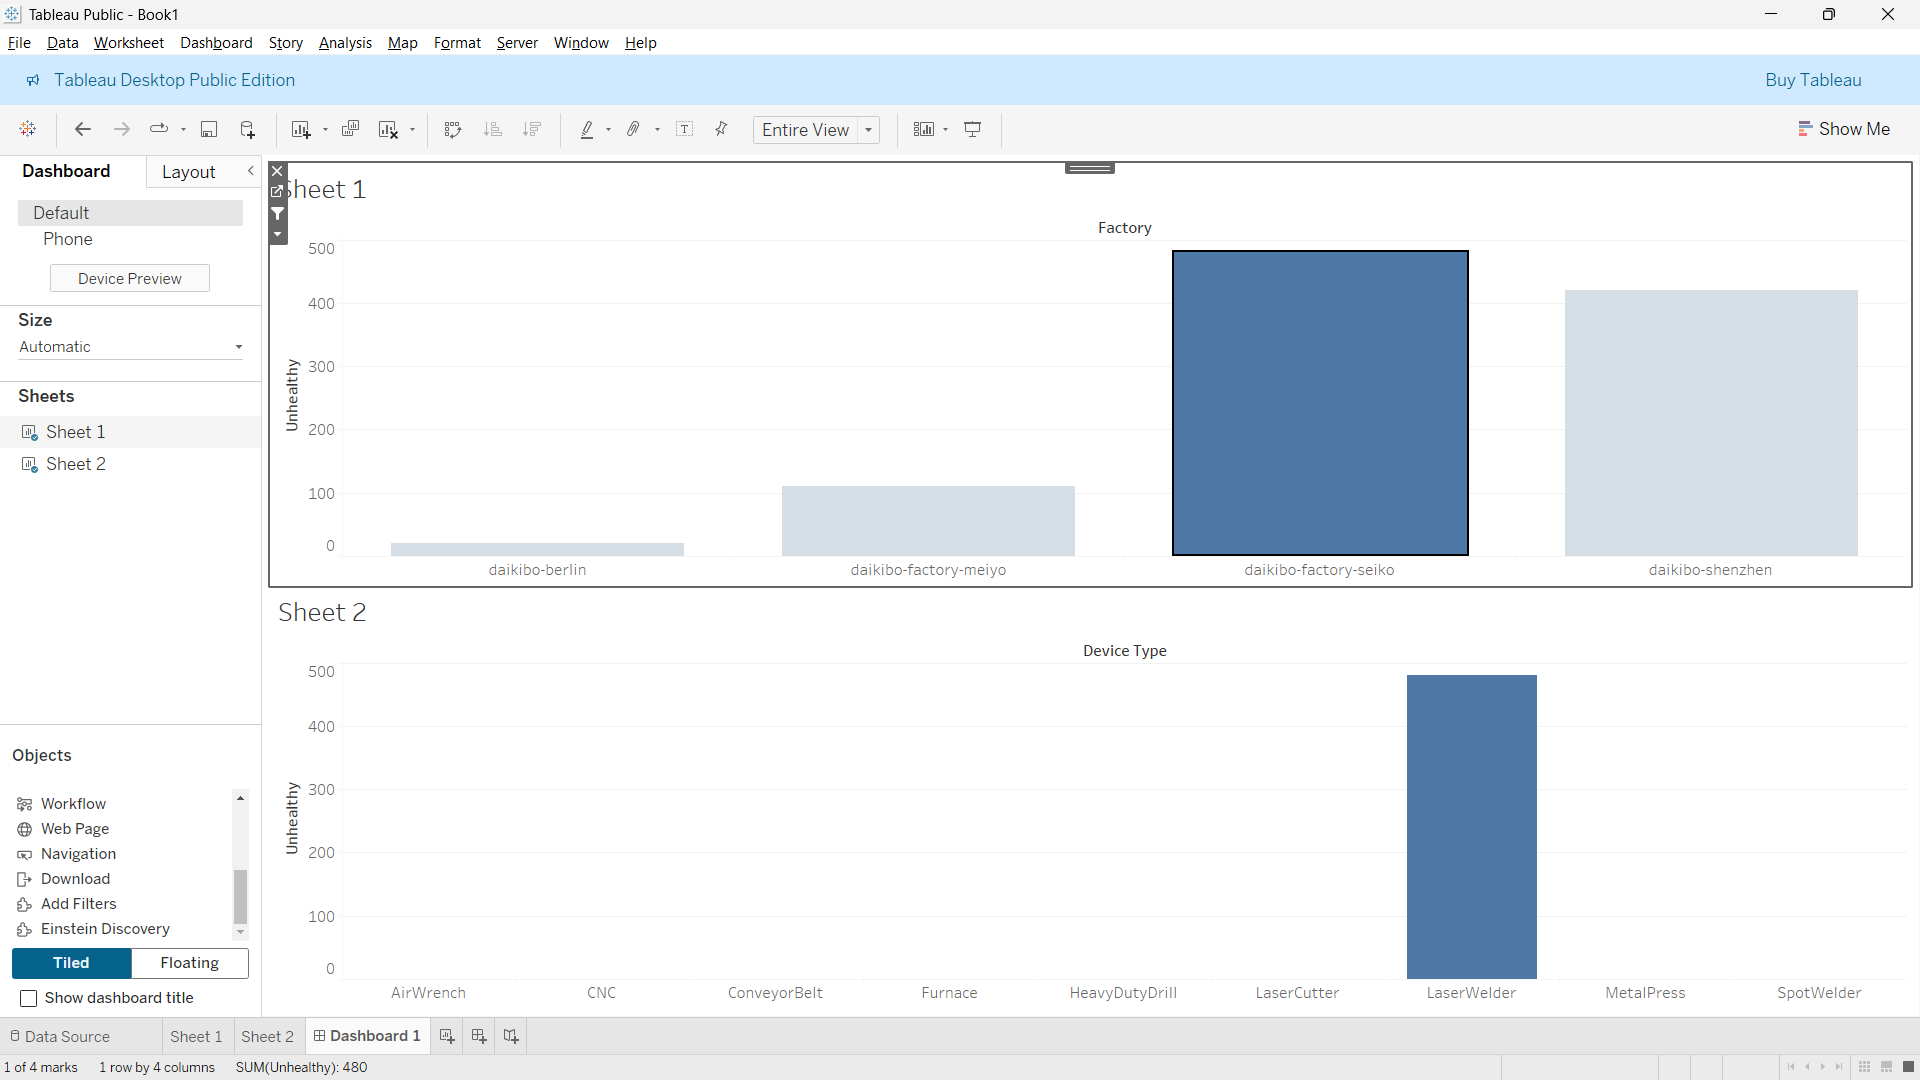 Tableau Public - Book1
File Data Worksheet Dashboard Story Analysis Map Format Server Window Help
Tableau Desktop Public Edition
Buy Tableau
Entire View
Show Me
Dashboard
Layout
Default
Phone
Device Preview
Size
Automatic
Sheets
Sheet 1
Sheet 2
Objects
Workflow
Web Page
Navigation
Download
Add Filters
Einstein Discovery
Tiled
Floating
Show dashboard title
Sheet 1
Factory
Unhealthy
500
400
300
200
100
0
daikibo-berlin
daikibo-factory-meiyo
daikibo-factory-seiko
daikibo-shenzhen
Sheet 2
Device Type
Unhealthy
500
400
300
200
100
0
AirWrench
CNC
ConveyorBelt
Furnace
HeavyDutyDrill
LaserCutter
LaserWelder
MetalPress
SpotWelder
Data Source
Sheet 1
Sheet 2
Dashboard 1
1 of 4 marks
1 row by 4 columns
SUM(Unhealthy): 480